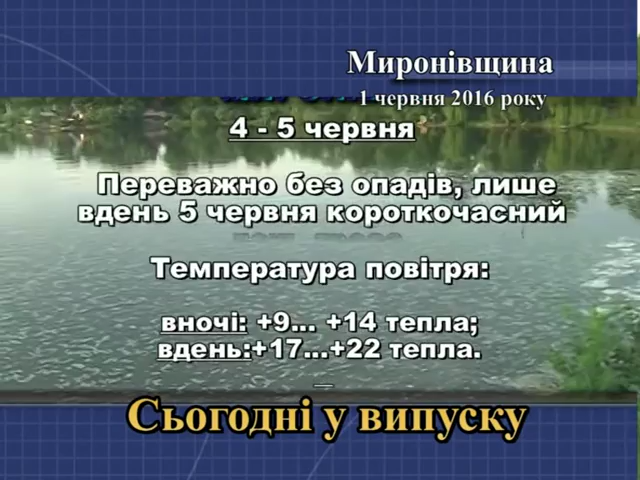 Миронівщина
1 червня 2016 року
4 - 5 червня
Переважно без опадів, лише
вдень 5 червня короткочасний
Температура повітря:
вночі: +9... +14 тепла;
вдень:+17...+22 тепла.
Сьогодні у випуску